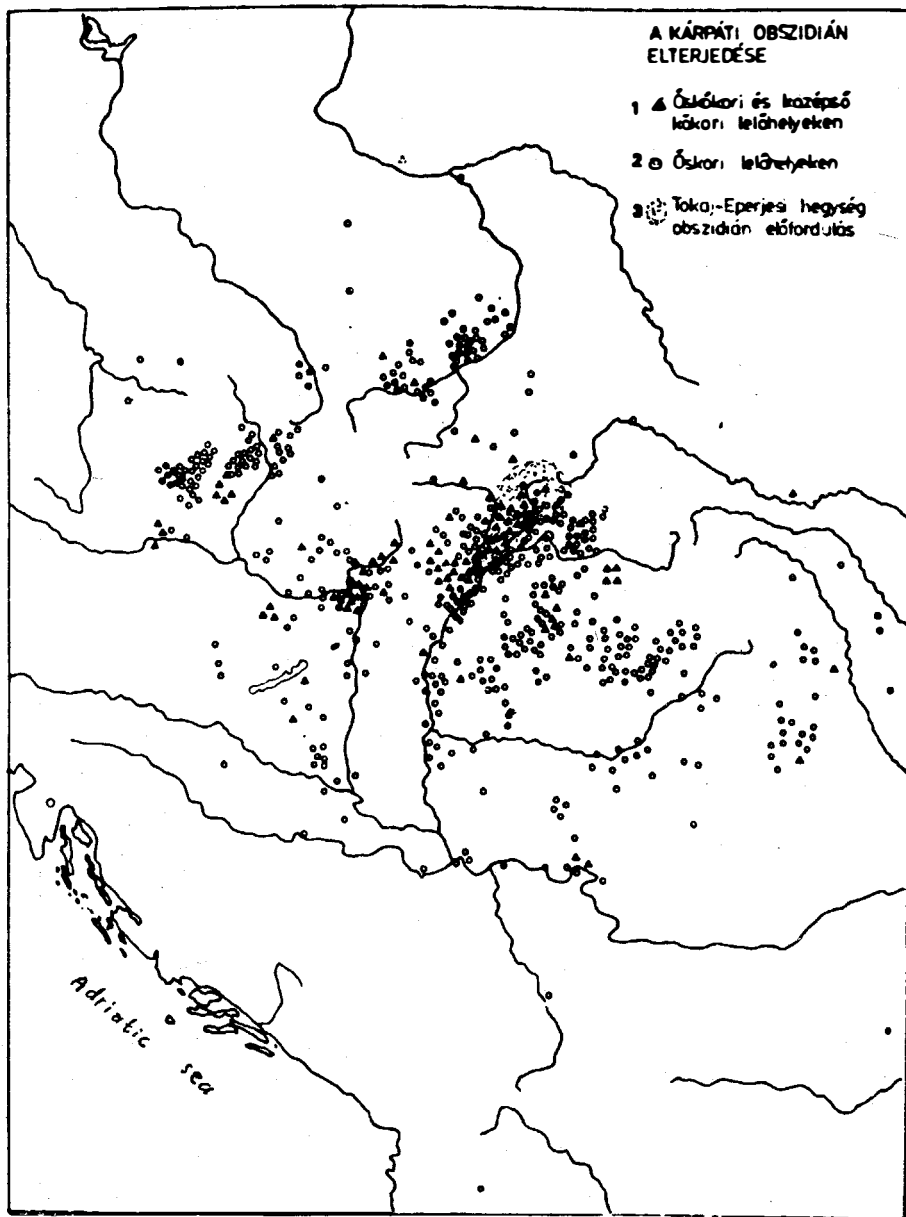 A KÁRPÁTI OBSZIDIÁN
ELTERJEDÉSE
1 Őskőkori és középső
kőkori lelőhelyeken
2 Őskori lelőhelyeken
3 Tokaj-Eperjesi hegység
obszidián előfordulás
Adriatic sea